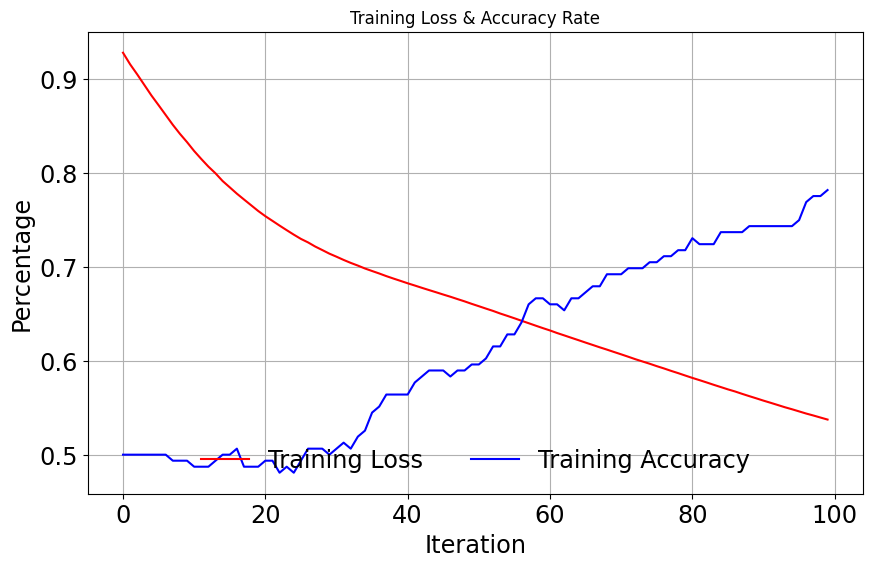 Training Loss & Accuracy Rate
0.9
0.8
0.7
0.6
0.5
Percentage
Training Loss Training Accuracy
0 20 40 60 80 100
Iteration